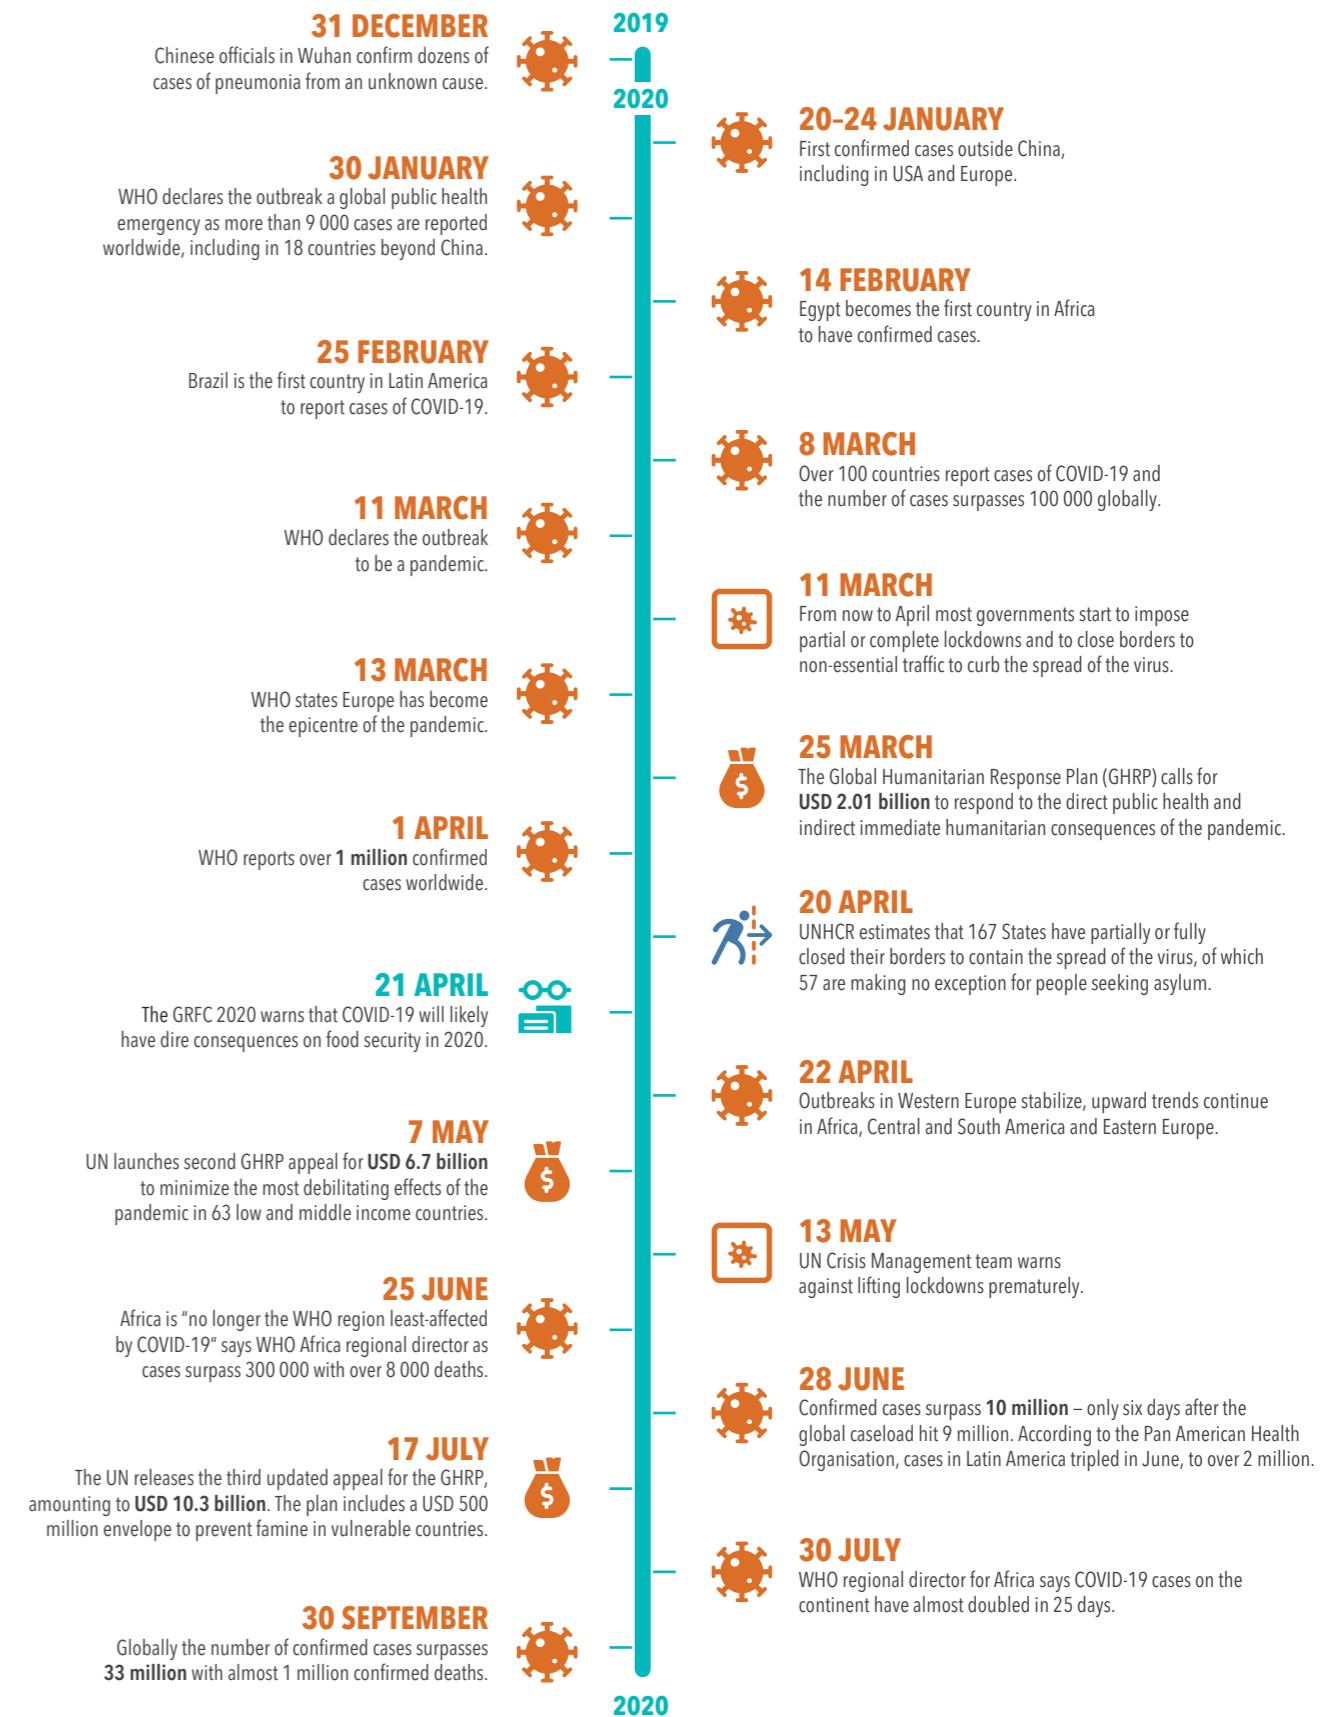 2019
31 DECEMBER
Chinese officials in Wuhan confirm dozens of
cases of pneumonia from an unknown cause.
2020
20–24 JANUARY
First confirmed cases outside China,
including in USA and Europe.
30 JANUARY
WHO declares the outbreak a global public health
emergency as more than 9 000 cases are reported
worldwide, including in 18 countries beyond China.
14 FEBRUARY
Egypt becomes the first country in Africa
to have confirmed cases.
25 FEBRUARY
Brazil is the first country in Latin America
to report cases of COVID-19.
8 MARCH
Over 100 countries report cases of COVID-19 and
the number of cases surpasses 100 000 globally.
11 MARCH
WHO declares the outbreak
to be a pandemic.
11 MARCH
From now to April most governments start to impose
partial or complete lockdowns and to close borders to
non-essential traffic to curb the spread of the virus.
13 MARCH
WHO states Europe has become
the epicentre of the pandemic.
25 MARCH
The Global Humanitarian Response Plan (GHRP) calls for
USD 2.01 billion to respond to the direct public health and
indirect immediate humanitarian consequences of the pandemic.
1 APRIL
WHO reports over 1 million confirmed
cases worldwide.
20 APRIL
UNHCR estimates that 167 States have partially or fully
closed their borders to contain the spread of the virus, of which
57 are making no exception for people seeking asylum.
21 APRIL
The GRFC 2020 warns that COVID-19 will likely
have dire consequences on food security in 2020.
22 APRIL
Outbreaks in Western Europe stabilize, upward trends continue
in Africa, Central and South America and Eastern Europe.
7 MAY
UN launches second GHRP appeal for USD 6.7 billion
to minimize the most debilitating effects of the
pandemic in 63 low and middle income countries.
$
13 MAY
UN Crisis Management team warns
against lifting lockdowns prematurely.
25 JUNE
Africa is "no longer the WHO region least-affected
by COVID-19" says WHO Africa regional director as
cases surpass 300 000 with over 8 000 deaths.
28 JUNE
Confirmed cases surpass 10 million – only six days after the
global caseload hit 9 million. According to the Pan American Health
Organisation, cases in Latin America tripled in June, to over 2 million.
17 JULY
The UN releases the third updated appeal for the GHRP,
amounting to USD 10.3 billion. The plan includes a USD 500
million envelope to prevent famine in vulnerable countries.
$
30 JULY
WHO regional director for Africa says COVID-19 cases on the
continent have almost doubled in 25 days.
30 SEPTEMBER
Globally the number of confirmed cases surpasses
33 million with almost 1 million confirmed deaths.
2020